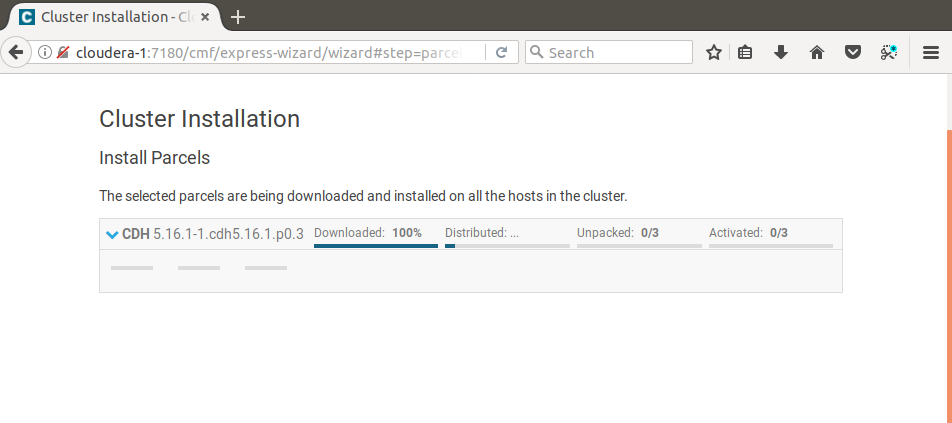 Cluster Installation - Cl
cloudera-1:7180/cmf/express-wizard/wizard#step=parcel
Search
Cluster Installation
Install Parcels
The selected parcels are being downloaded and installed on all the hosts in the cluster.
CDH 5.16.1-1.cdh5.16.1.p0.3 Downloaded: 100% Distributed: ... Unpacked: 0/3 Activated: 0/3